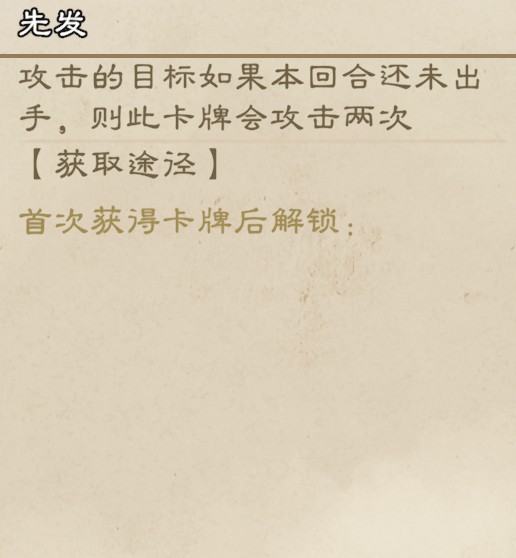 先发
攻击的目标如果本回合还未出
手，则此卡牌会攻击两次
【获取途径】
首次获得卡牌后解锁：